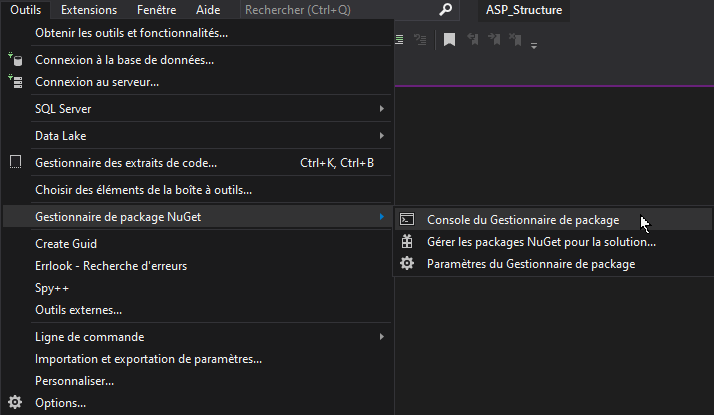 Outils Extensions Fenêtre Aide Rechercher (Ctrl+Q) ASP_Structure
Obtenir les outils et fonctionnalités...
Connexion à la base de données...
Connexion au serveur...
SQL Server
Data Lake
Gestionnaire des extraits de code... Ctrl+K, Ctrl+B
Choisir des éléments de la boîte à outils...
Gestionnaire de package NuGet
Console du Gestionnaire de package
Gérer les packages NuGet pour la solution...
Paramètres du Gestionnaire de package
Create Guid
Errlook - Recherche d'erreurs
Spy++
Outils externes...
Ligne de commande
Importation et exportation de paramètres...
Personnaliser...
Options...